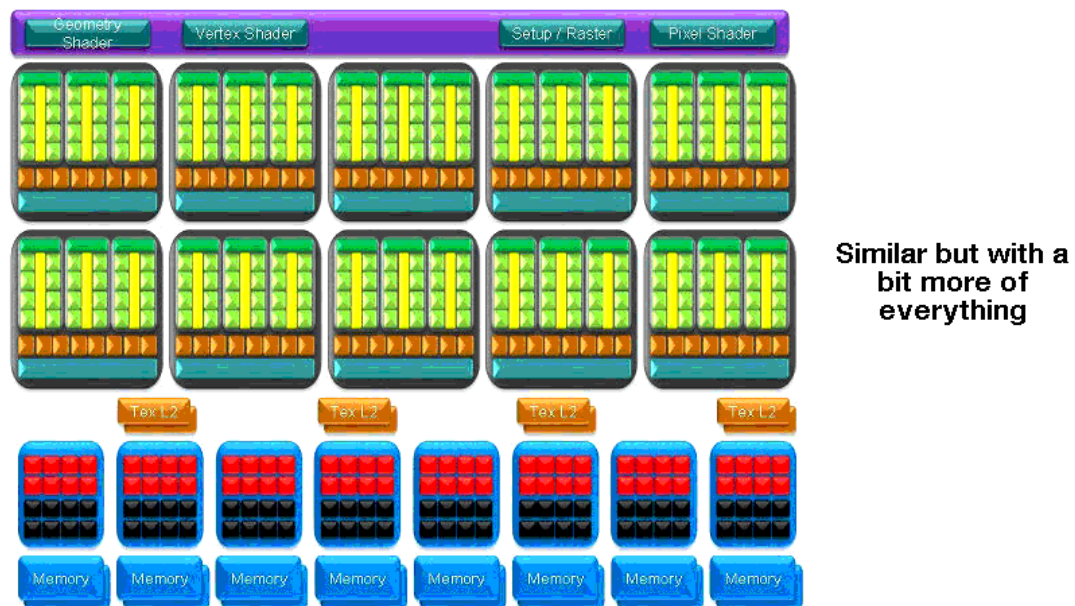 Geometry
Shader
Vertex Shader
Setup / Raster
Pixel Shader
Similar but with a
bit more of
everything
Tex L2
Tex L2
Tex L2
Tex L2
Memory
Memory
Memory
Memory
Memory
Memory
Memory
Memory